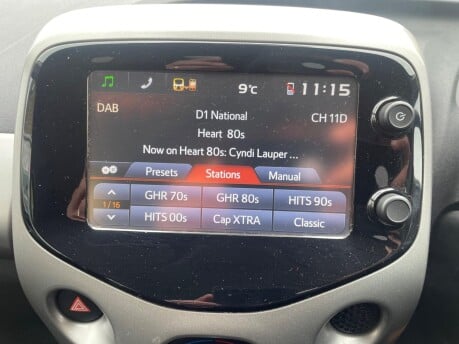 9°C 11:15
DAB D1 National CH 11D
Heart 80s
Now on Heart 80s: Cyndi Lauper ...
Presets Stations Manual
GHR 70s GHR 80s HITS 90s
1/16
HITS 00s Cap XTRA Classic